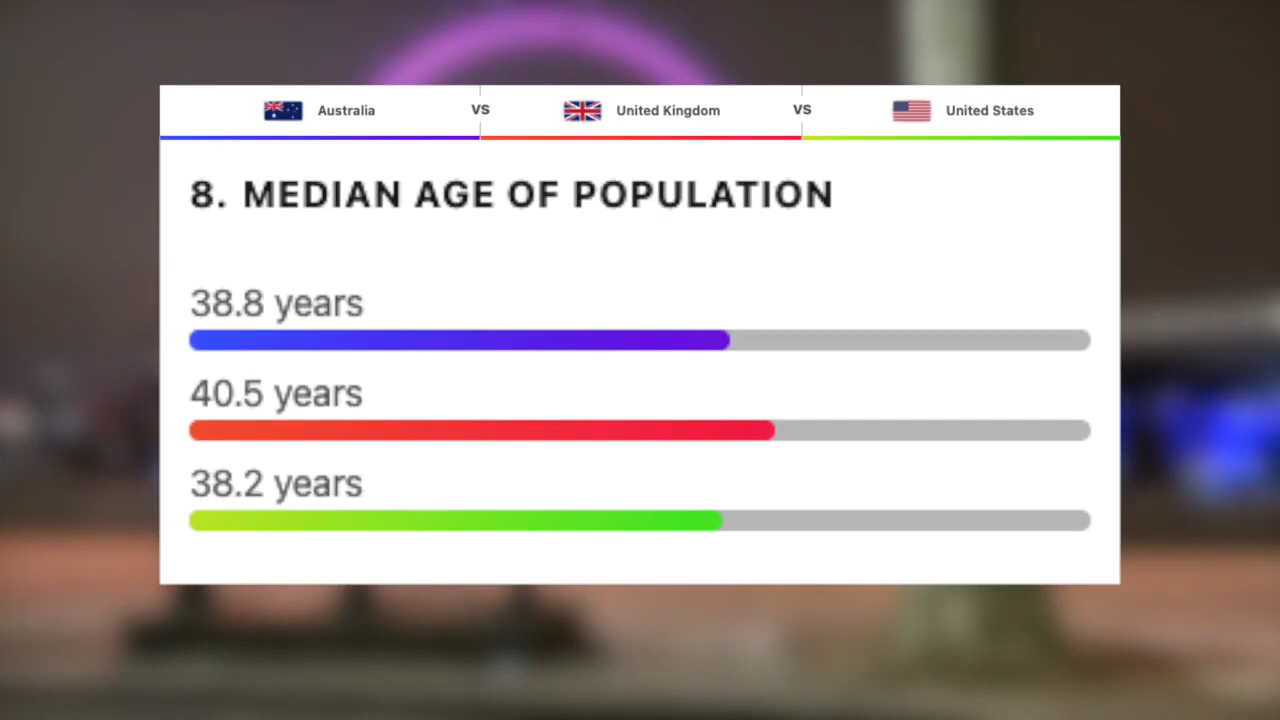 Australia VS United Kingdom VS United States
8. MEDIAN AGE OF POPULATION
38.8 years
40.5 years
38.2 years